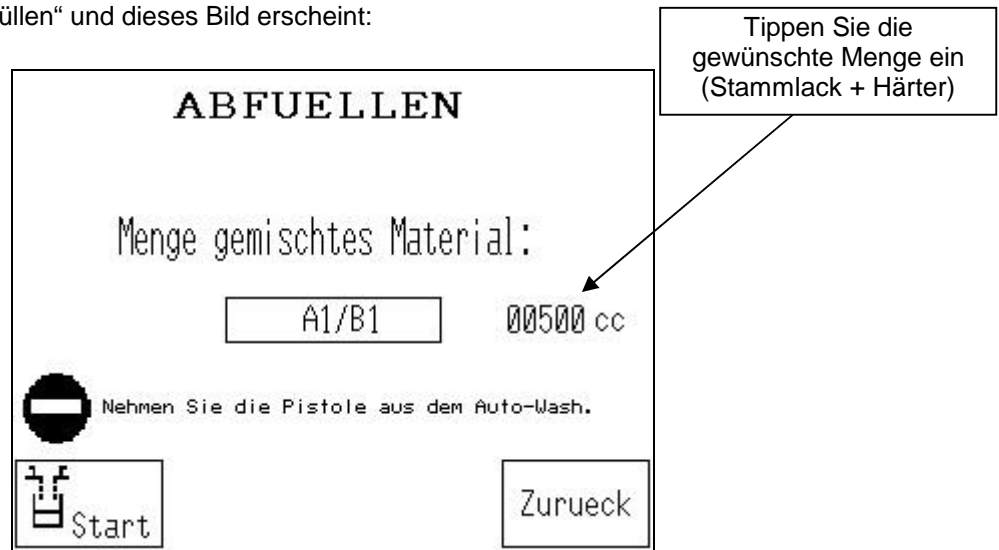 üllen“ und dieses Bild erscheint:
Tippen Sie die
gewünschte Menge ein
(Stammlack + Härter)
ABFUELLEN
Menge gemischtes Material:
A1/B1 00500 cc
Nehmen Sie die Pistole aus dem Auto-Wash.
Start Zurueck